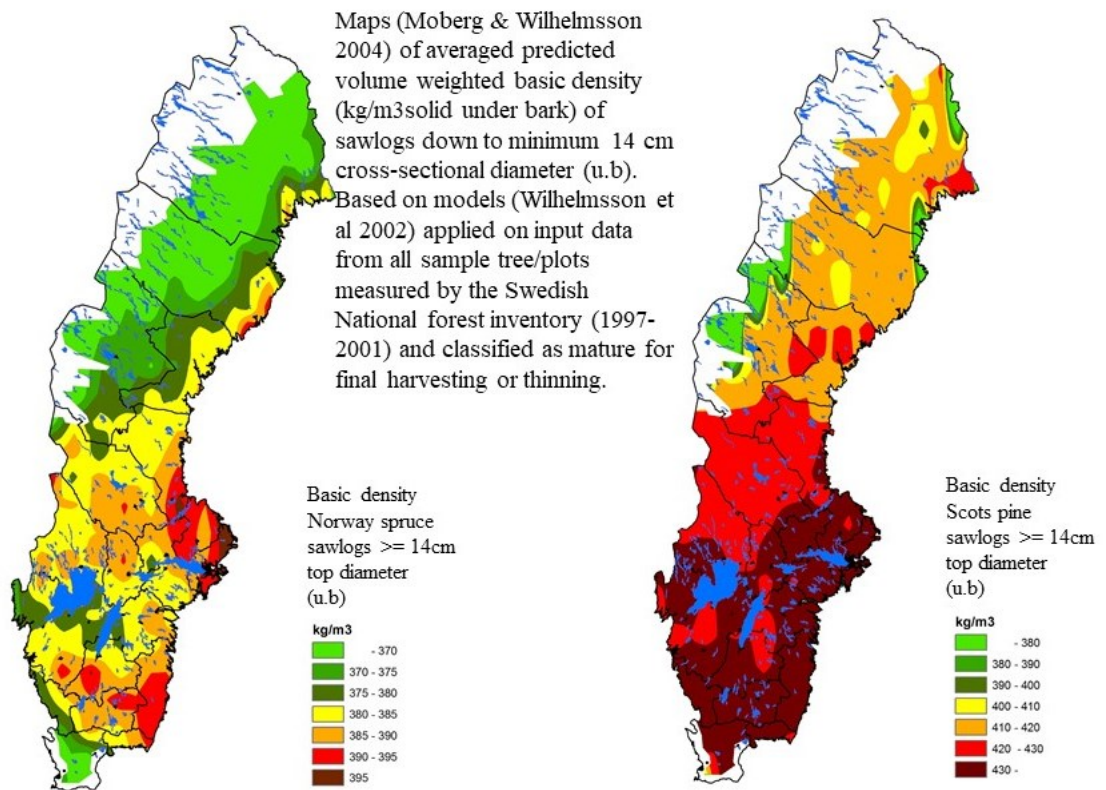 Maps (Moberg & Wilhelmsson
2004) of averaged predicted
volume weighted basic density
(kg/m3solid under bark) of
sawlogs down to minimum 14 cm
cross-sectional diameter (u.b).
Based on models (Wilhelmsson et
al 2002) applied on input data
from all sample tree/plots
measured by the Swedish
National forest inventory (1997-
2001) and classified as mature for
final harvesting or thinning.
Basic density
Norway spruce
sawlogs >= 14cm
top diameter
(u.b)
kg/m3
- 370
370 - 375
375 - 380
380 - 385
385 - 390
390 - 395
395
Basic density
Scots pine
sawlogs >= 14cm
top diameter
(u.b)
kg/m3
- 380
380 - 390
390 - 400
400 - 410
410 - 420
420 - 430
430 -